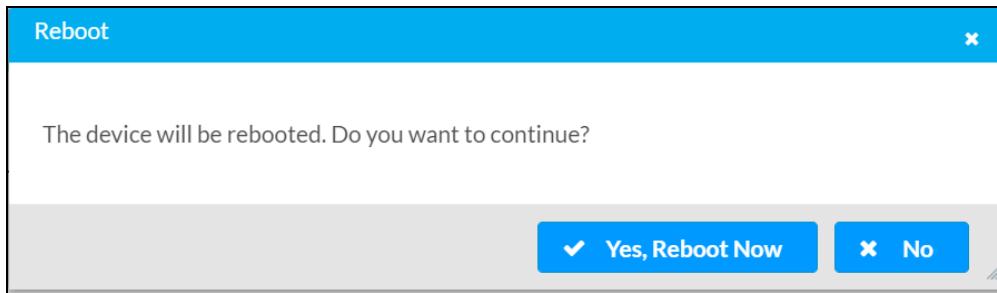 Reboot
The device will be rebooted. Do you want to continue?
Yes, Reboot Now
No